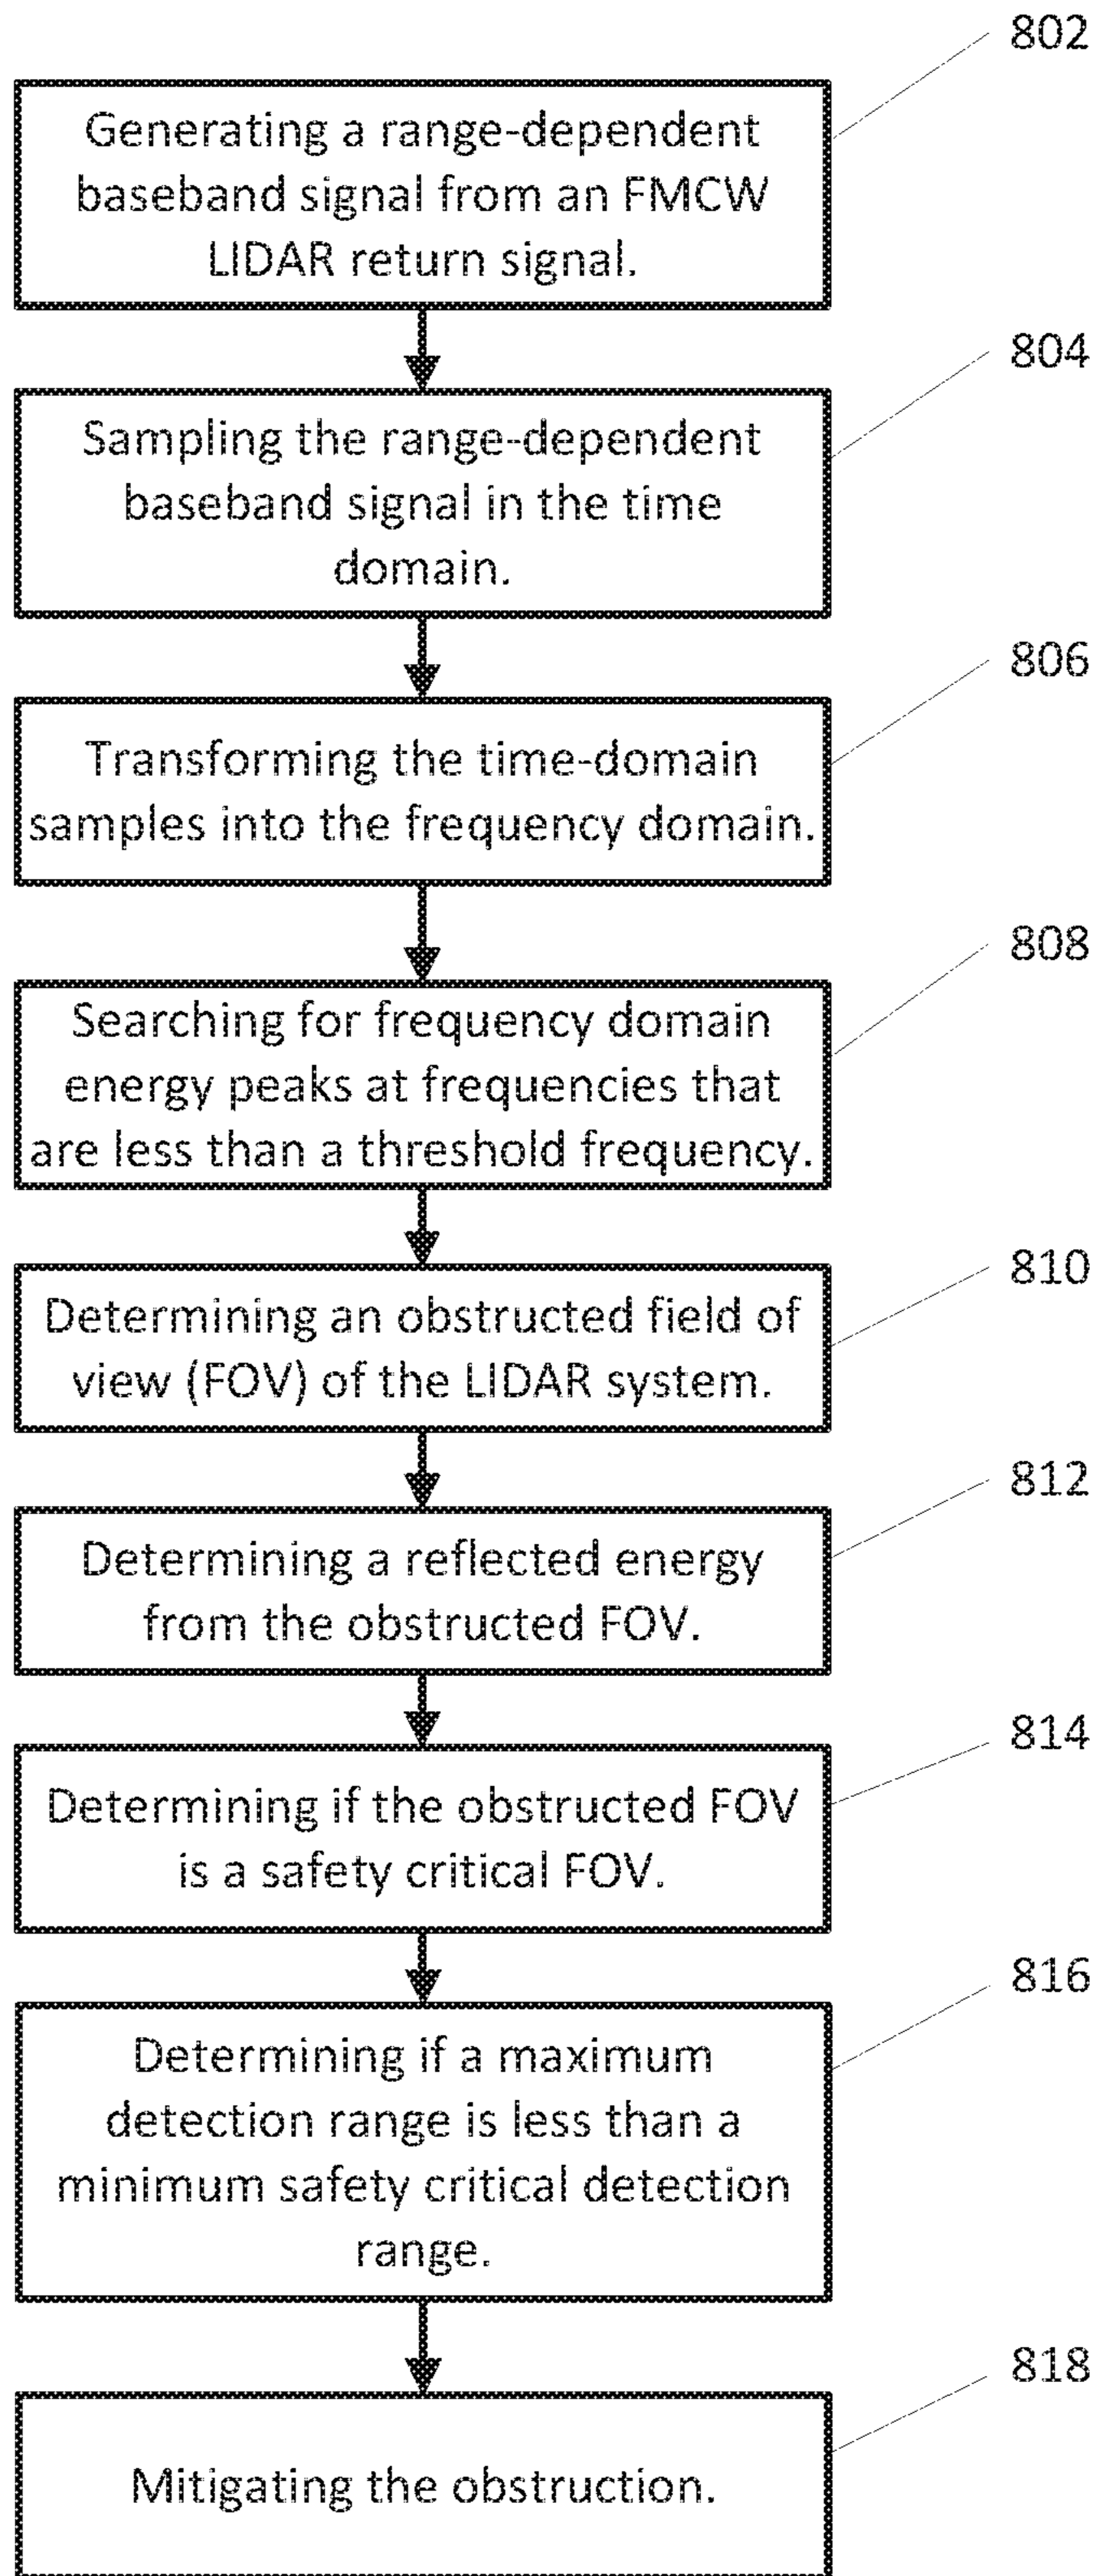 802
Generating a range-dependent
baseband signal from an FMCW
LIDAR return signal.
804
Sampling the range-dependent
baseband signal in the time
domain.
806
Transforming the time-domain
samples into the frequency domain.
808
Searching for frequency domain
energy peaks at frequencies that
are less than a threshold frequency.
810
Determining an obstructed field of
view (FOV) of the LIDAR system.
812
Determining a reflected energy
from the obstructed FOV.
814
Determining if the obstructed FOV
is a safety critical FOV.
816
Determining if a maximum
detection range is less than a
minimum safety critical detection
range.
818
Mitigating the obstruction.